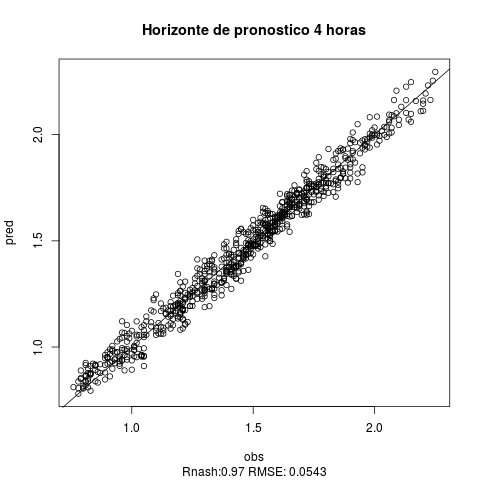 Horizonte de pronostico 4 horas
pred
2.0
1.5
1.0
1.0 1.5 2.0
obs
Rnash:0.97 RMSE: 0.0543